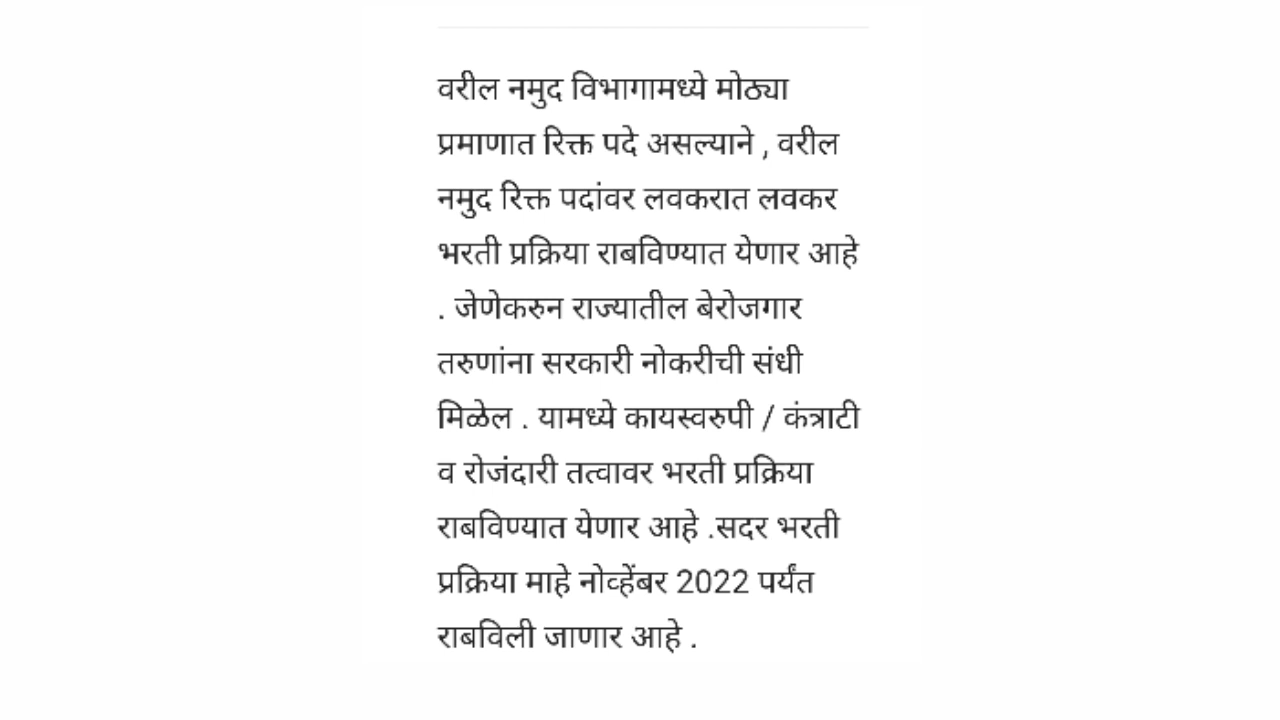 वरील नमुद विभागामध्ये मोठ्या
प्रमाणात रिक्त पदे असल्याने , वरील
नमुद रिक्त पदांवर लवकरात लवकर
भरती प्रक्रिया राबविण्यात येणार आहे
. जेणेकरुन राज्यातील बेरोजगार
तरुणांना सरकारी नोकरीची संधी
मिळेल . यामध्ये कायस्वरुपी / कंत्राटी
व रोजंदारी तत्वावर भरती प्रक्रिया
राबविण्यात येणार आहे .सदर भरती
प्रक्रिया माहे नोव्हेंबर 2022 पर्यंत
राबविली जाणार आहे .